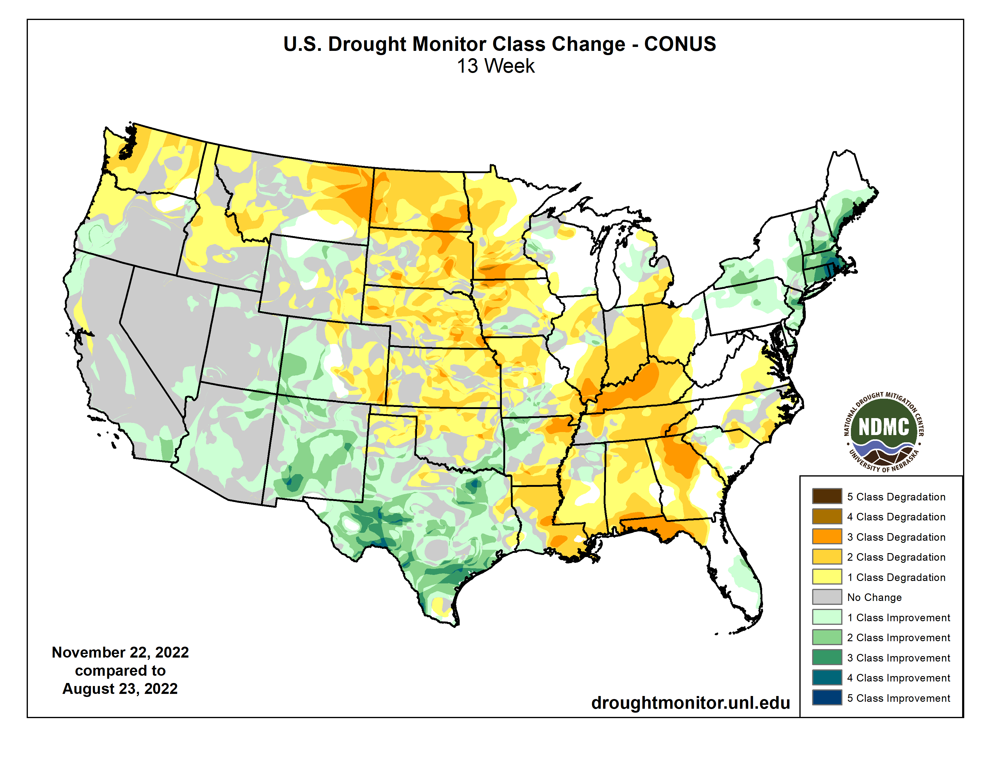 U.S. Drought Monitor Class Change - CONUS
13 Week
NATIONAL DROUGHT MITIGATION CENTER
NDMC
UNIVERSITY OF NEBRASKA
5 Class Degradation
4 Class Degradation
3 Class Degradation
2 Class Degradation
1 Class Degradation
No Change
1 Class Improvement
2 Class Improvement
3 Class Improvement
4 Class Improvement
5 Class Improvement
November 22, 2022
compared to
August 23, 2022
droughtmonitor.unl.edu